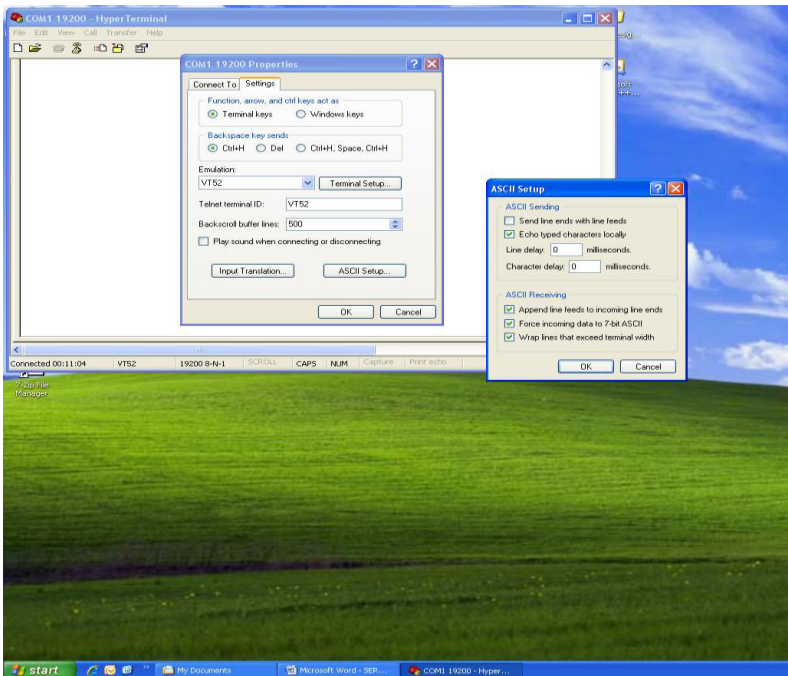 COM1 19200 - HyperTerminal
File Edit View Call Transfer Help
COM1 19200 Properties
Connect To Settings
Function, arrow, and ctrl keys act as
Terminal keys Windows keys
Backspace key sends
Ctrl+H Del Ctrl+H, Space, Ctrl+H
Emulation:
VT52 Terminal Setup...
Telnet terminal ID: VT52
Backscroll buffer lines: 500
Play sound when connecting or disconnecting
Input Translation... ASCII Setup...
OK Cancel
ASCII Setup
ASCII Sending
Send line ends with line feeds
Echo typed characters locally
Line delay: 0 milliseconds.
Character delay: 0 milliseconds.
ASCII Receiving
Append line feeds to incoming line ends
Force incoming data to 7-bit ASCII
Wrap lines that exceed terminal width
OK Cancel
Connected 00:11:04 VT52 19200 8-N-1 SCROLL CAPS NUM Capture Print echo
7-Zip File
Manager
start My Documents Microsoft Word - SER... COM1 19200 - Hyper...